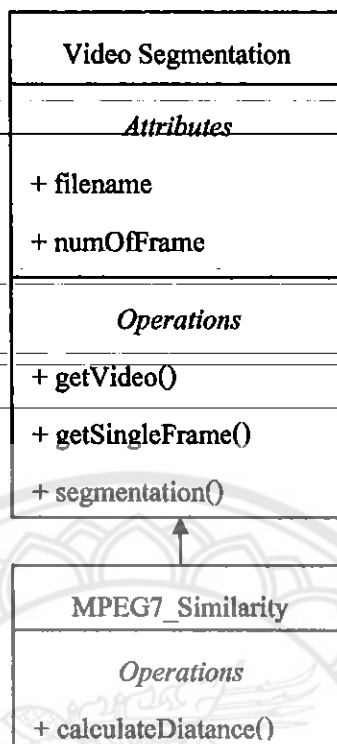 Video Segmentation
Attributes
+ filename
+ numOfFrame
Operations
+ getVideo()
+ getSingleFrame()
+ segmentation()
MPEG7_Similarity
Operations
+ calculateDiatance()